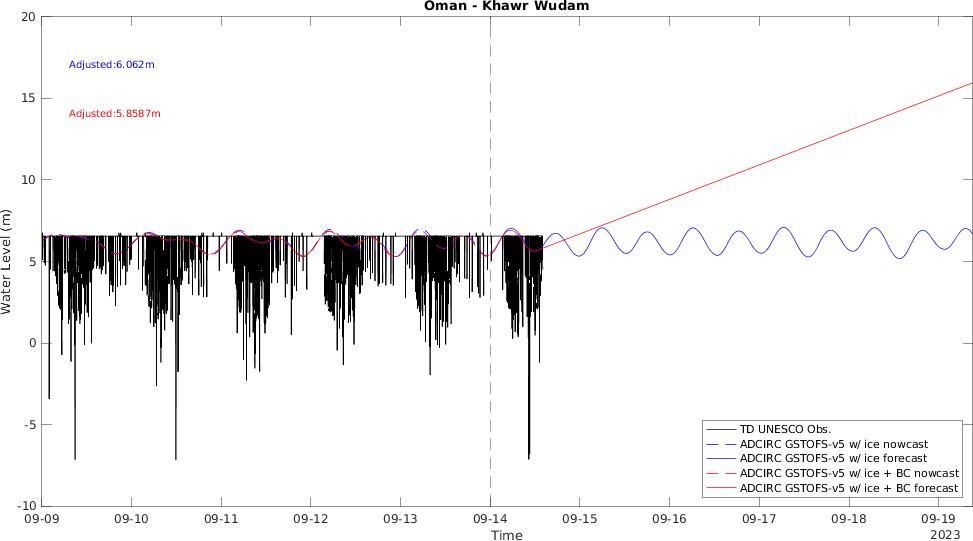 Oman - Khawr Wudam
20
15
10
5
0
-5
-10
Water Level (m)
Adjusted:6.062m
Adjusted:5.8587m
TD UNESCO Obs.
ADCIRC GSTOFS-v5 w/ ice nowcast
ADCIRC GSTOFS-v5 w/ ice forecast
ADCIRC GSTOFS-v5 w/ ice + BC nowcast
ADCIRC GSTOFS-v5 w/ ice + BC forecast
09-09 09-10 09-11 09-12 09-13 09-14 09-15 09-16 09-17 09-18 09-19
Time
2023